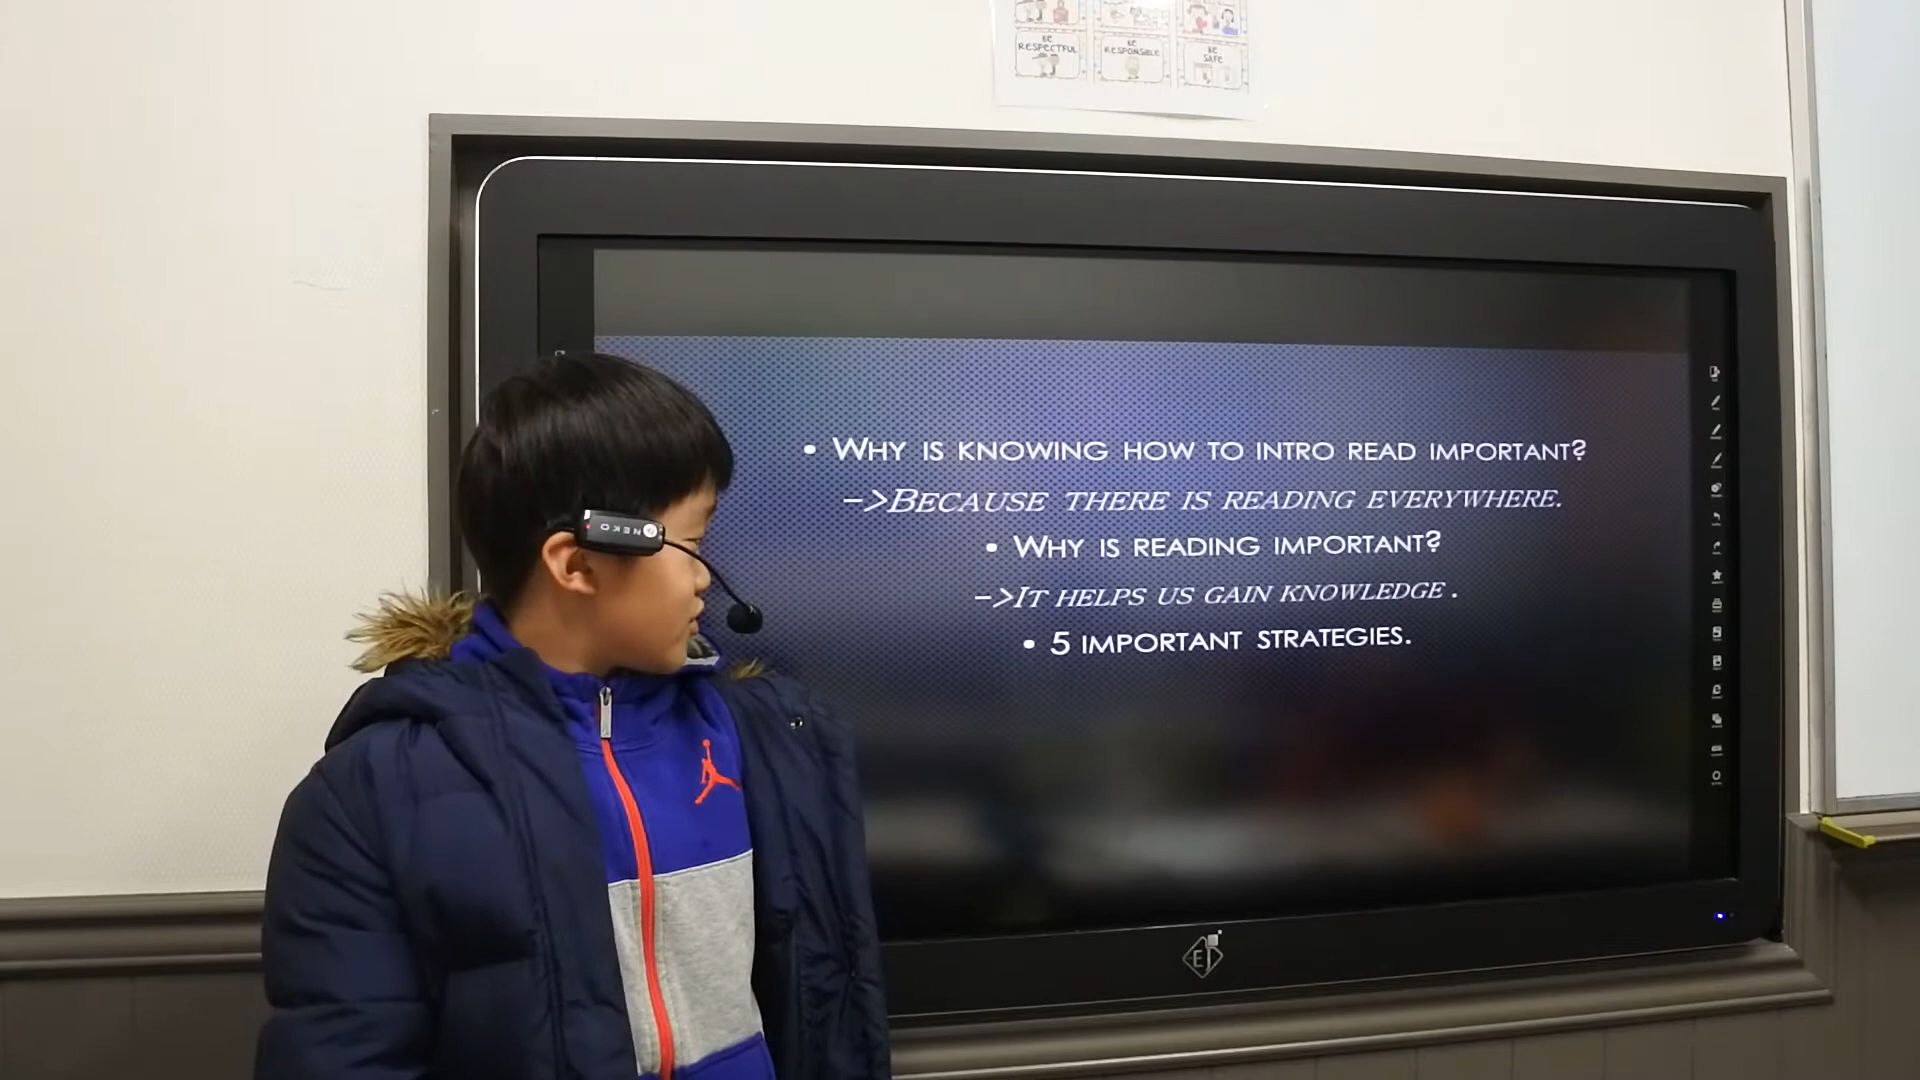 BE RESPECTFUL
BE RESPONSIBLE
BE SAFE
• WHY IS KNOWING HOW TO INTRO READ IMPORTANT?
->BECAUSE THERE IS READING EVERYWHERE.
• WHY IS READING IMPORTANT?
->IT HELPS US GAIN KNOWLEDGE .
• 5 IMPORTANT STRATEGIES.
NEKO
EJ